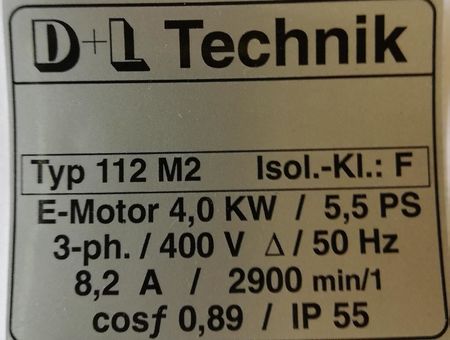 D+L Technik
Typ 112 M2 Isol.-Kl.: F
E-Motor 4,0 KW / 5,5 PS
3-ph. / 400 V Δ / 50 Hz
8,2 A / 2900 min/1
cosƒ 0,89 / IP 55